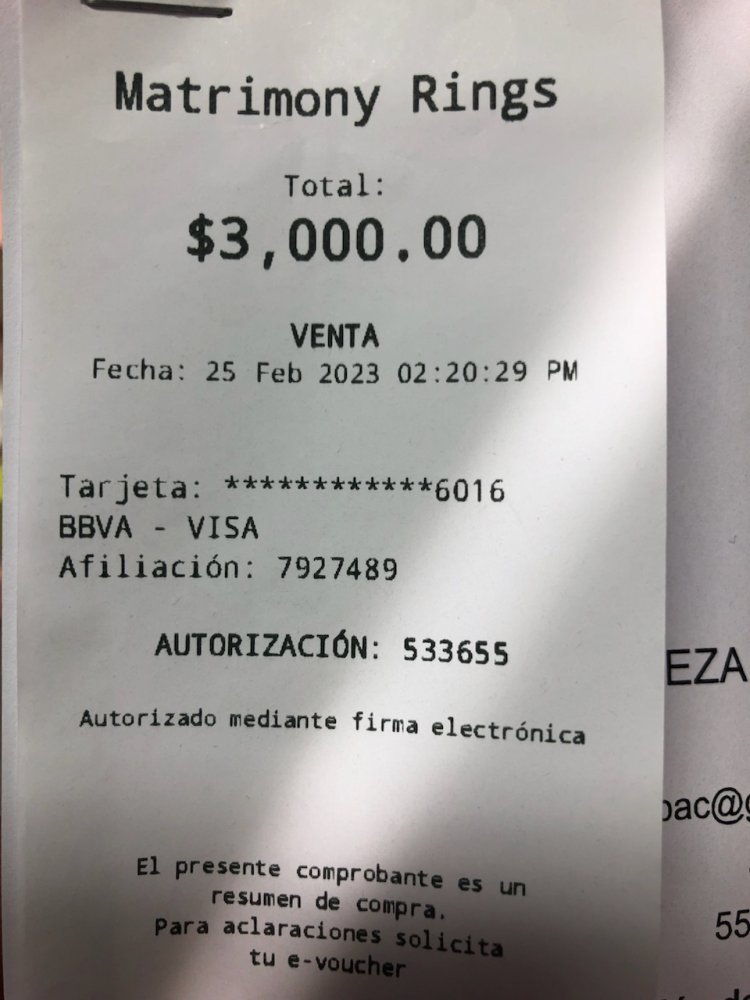 Matrimony Rings
Total:
$3,000.00
VENTA
Fecha: 25 Feb 2023 02:20:29 PM
Tarjeta: ************6016
BBVA - VISA
Afiliación: 7927489
AUTORIZACIÓN: 533655
Autorizado mediante firma electrónica
El presente comprobante es un
resumen de compra.
Para aclaraciones solicita
tu e-voucher
EZA
55